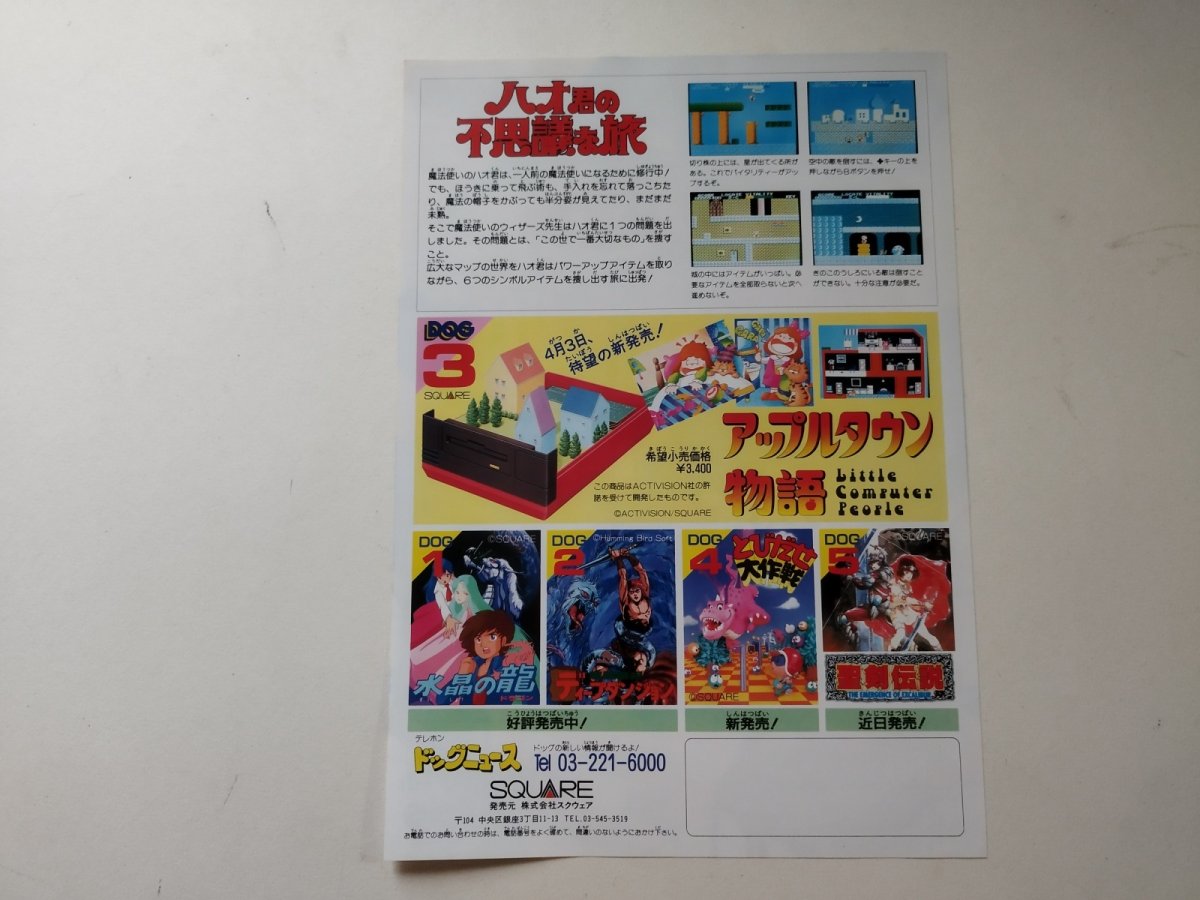 ハオ君の
不思議な旅
魔法使いのハオ君は、一人前の魔法使いになるために修行中!
でも、ほうきに乗って飛ぶ術も、手入れを忘れて落っこちた
り、魔法の帽子をかぶっても半分姿が見えてたり、まだまだ
未熟。
そこで魔法使いのウィザーズ先生はハオ君に1つの問題を出
しました。その問題とは、「この世で一番大切なもの」を捜す
こと。
広大なマップの世界をハオ君はパワーアップアイテムを取り
ながら、6つのシンボルアイテムを捜し出す旅に出発!
切り株の上には、星が出てくる所が
ある。これでバイタリティーがアッ
プするぞ。
空中の敵を倒すには、✚キーの上を
押しながらBボタンを押せ!
城の中にはアイテムがいっぱい。必
要なアイテムを全部取らないと次へ
進めないぞ。
きのこのうしろにいる敵は倒すこと
ができない。十分な注意が必要だ。
DOG
3
SQUARE
4月3日、
待望の新発売!
アップルタウン
物語
Little
Computer
People
希望小売価格
¥3,400
この商品はACTIVISION社の許
諾を受けて開発したものです。
©ACTIVISION/SQUARE
DOG
1
©SQUARE
水晶の龍
ドラゴン
DOG
2
©Humming Bird Soft
ディープダンジョン
DOG
4
とびだせ
大作戦
©SQUARE
DOG
5
©SQUARE
聖剣伝説
THE EMERGENCE OF EXCALIBUR
好評発売中!
新発売!
近日発売!
テレホン
ドッグニュース
ドッグの新しい情報が聞けるよ!
Tel 03-221-6000
SQUARE
発売元 株式会社スクウェア
〒104 中央区銀座3丁目11-13 TEL.03-545-3519
お電話でのお問い合わせの時は、電話番号をよく確めて、間違いのないようにおかけ下さい。